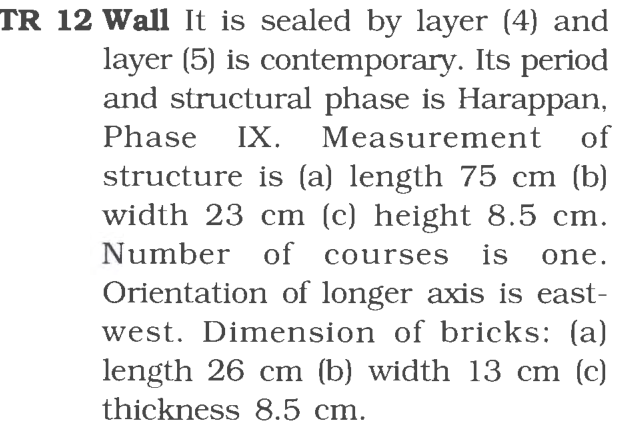 TR 12 Wall It is sealed by layer (4) and
layer (5) is contemporary. Its period
and structural phase is Harappan,
Phase IX. Measurement of
structure is (a) length 75 cm (b)
width 23 cm (c) height 8.5 cm.
Number of courses is one.
Orientation of longer axis is east-
west. Dimension of bricks: (a)
length 26 cm (b) width 13 cm (c)
thickness 8.5 cm.